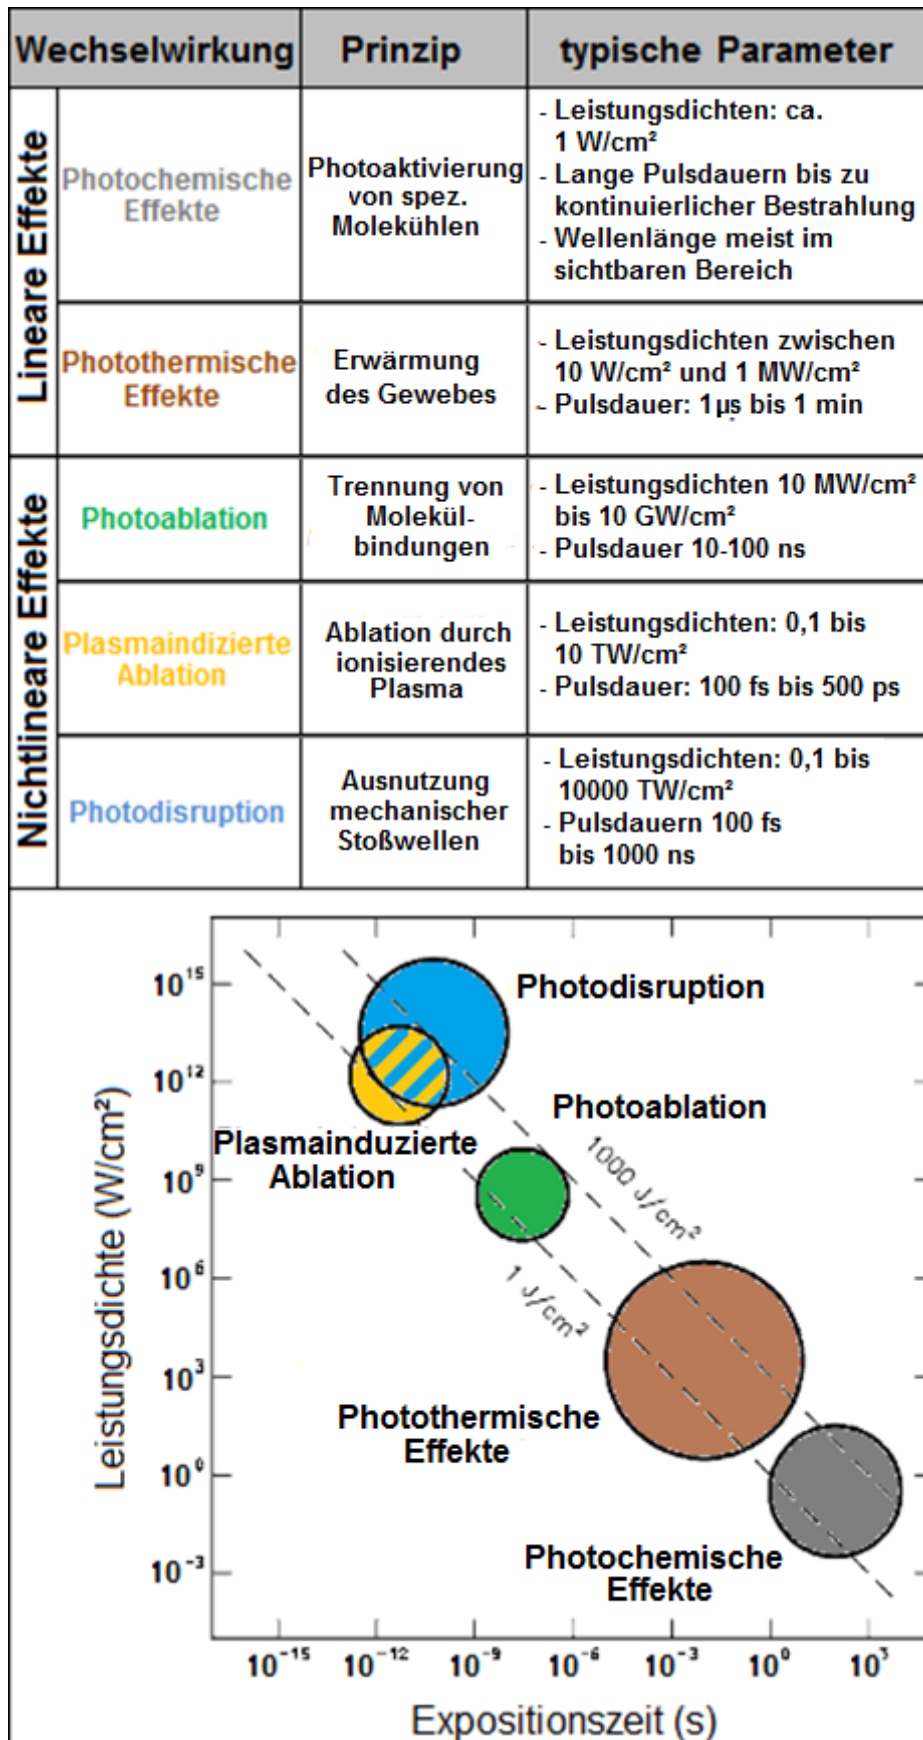 Wechselwirkung
Prinzip
typische Parameter
Lineare Effekte
Photochemische
Effekte
Photoaktivierung
von spez.
Molekühlen
- Leistungsdichten: ca.
1 W/cm²
- Lange Pulsdauern bis zu
kontinuierlicher Bestrahlung
- Wellenlänge meist im
sichtbaren Bereich
Photothermische
Effekte
Erwärmung
des Gewebes
- Leistungsdichten zwischen
10 W/cm² und 1 MW/cm²
- Pulsdauer: 1µs bis 1 min
Nichtlineare Effekte
Photoablation
Trennung von
Molekül-
bindungen
- Leistungsdichten 10 MW/cm²
bis 10 GW/cm²
- Pulsdauer 10-100 ns
Plasmaindizierte
Ablation
Ablation durch
ionisierendes
Plasma
- Leistungsdichten: 0,1 bis
10 TW/cm²
- Pulsdauer: 100 fs bis 500 ps
Photodisruption
Ausnutzung
mechanischer
Stoßwellen
- Leistungsdichten: 0,1 bis
10000 TW/cm²
- Pulsdauern 100 fs
bis 1000 ns
Leistungsdichte (W/cm²)
10¹⁵
10¹²
10⁹
10⁶
10³
10⁰
10⁻³
Photodisruption
Photoablation
Plasmainduzierte
Ablation
1000 J/cm²
1 J/cm²
Photothermische
Effekte
Photochemische
Effekte
10⁻¹⁵
10⁻¹²
10⁻⁹
10⁻⁶
10⁻³
10⁰
10³
Expositionszeit (s)